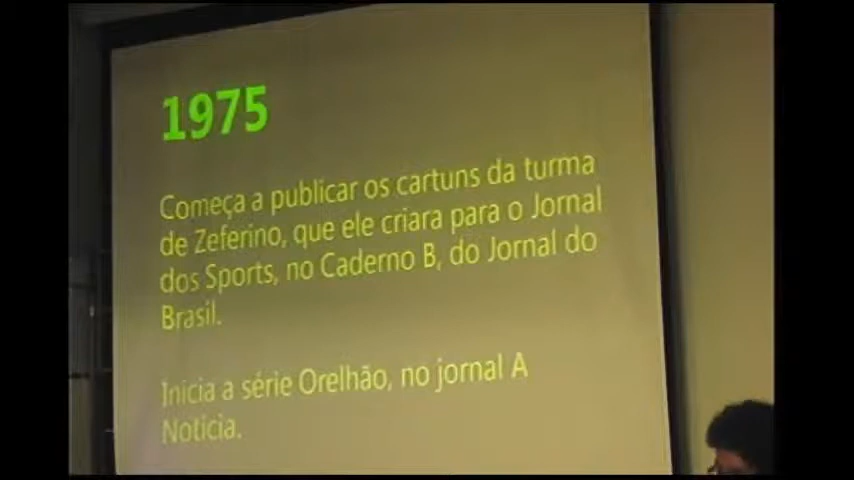 1975
Começa a publicar os cartuns da turma
de Zeferino, que ele criara para o Jornal
dos Sports, no Caderno B, do Jornal do
Brasil.
Inicia a série Orelhão, no jornal A
Notícia.